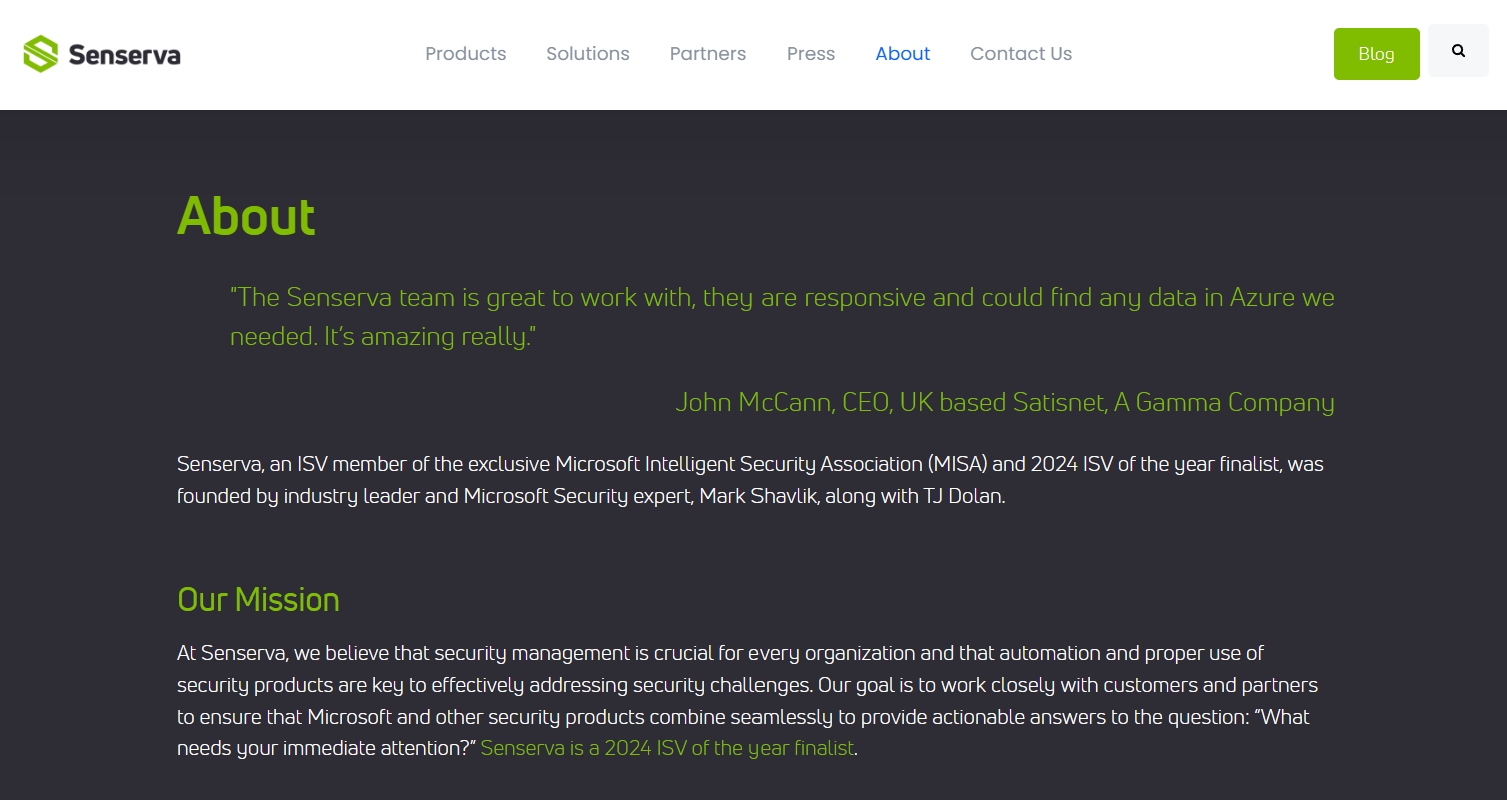 Senserva
Products
Solutions
Partners
Press
About
Contact Us
Blog
About
"The Senserva team is great to work with, they are responsive and could find any data in Azure we
needed. It’s amazing really."
John McCann, CEO, UK based Satisnet, A Gamma Company
Senserva, an ISV member of the exclusive Microsoft Intelligent Security Association (MISA) and 2024 ISV of the year finalist, was
founded by industry leader and Microsoft Security expert, Mark Shavlik, along with TJ Dolan.
Our Mission
At Senserva, we believe that security management is crucial for every organization and that automation and proper use of
security products are key to effectively addressing security challenges. Our goal is to work closely with customers and partners
to ensure that Microsoft and other security products combine seamlessly to provide actionable answers to the question: “What
needs your immediate attention?” Senserva is a 2024 ISV of the year finalist.